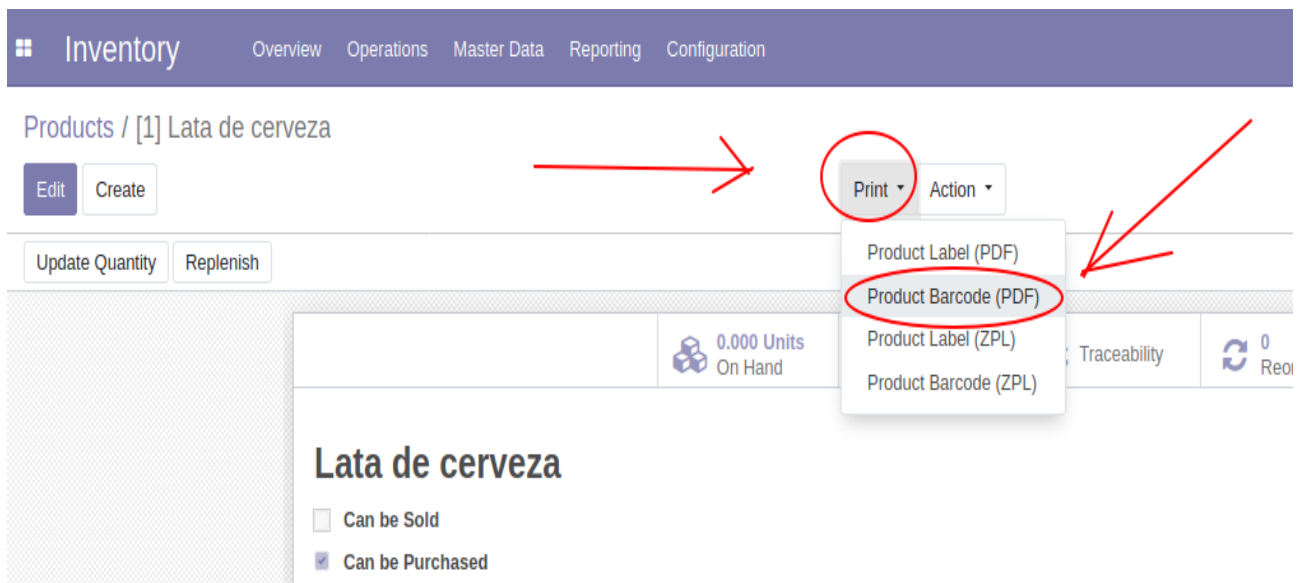 Inventory Overview Operations Master Data Reporting Configuration
Products / [1] Lata de cerveza
Edit Create Print Action
Update Quantity Replenish
Product Label (PDF)
Product Barcode (PDF)
Product Label (ZPL)
Product Barcode (ZPL)
0.000 Units
On Hand
Traceability
0
Lata de cerveza
Can be Sold
Can be Purchased